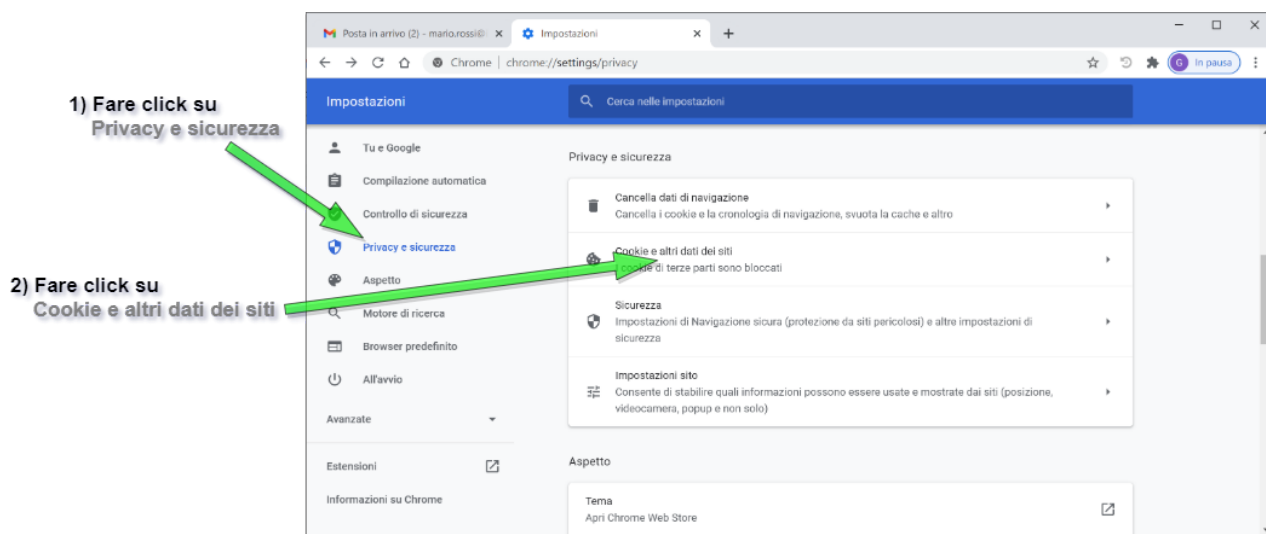 Posta in arrivo (2) - mario.rossi@
Impostazioni
Chrome | chrome://settings/privacy
G In pausa
Impostazioni
Cerca nelle impostazioni
1) Fare click su
Privacy e sicurezza
2) Fare click su
Cookie e altri dati dei siti
Tu e Google
Compilazione automatica
Controllo di sicurezza
Privacy e sicurezza
Aspetto
Motore di ricerca
Browser predefinito
All'avvio
Avanzate
Estensioni
Informazioni su Chrome
Privacy e sicurezza
Cancella dati di navigazione
Cancella i cookie e la cronologia di navigazione, svuota la cache e altro
Cookie e altri dati dei siti
I cookie di terze parti sono bloccati
Sicurezza
Impostazioni di Navigazione sicura (protezione da siti pericolosi) e altre impostazioni di
sicurezza
Impostazioni sito
Consente di stabilire quali informazioni possono essere usate e mostrate dai siti (posizione,
videocamera, popup e non solo)
Aspetto
Tema
Apri Chrome Web Store